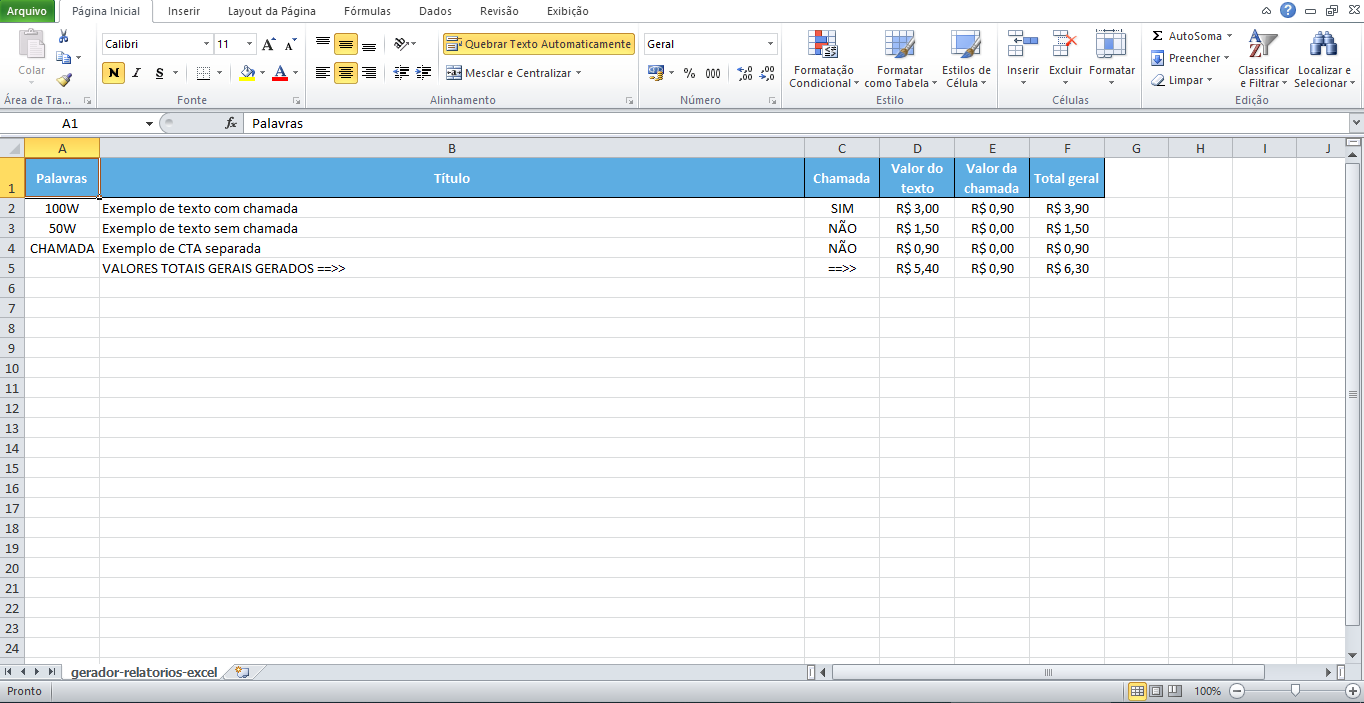 Arquivo Página Inicial Inserir Layout da Página Fórmulas Dados Revisão Exibição
Colar
Área de Tra...
Calibri 11
N I S
Fonte
Quebrar Texto Automaticamente
Mesclar e Centralizar
Alinhamento
Geral
% 000 ,00 ,00
Número
Formatação Condicional
Formatar como Tabela
Estilos de Célula
Estilo
Inserir Excluir Formatar
Células
Σ AutoSoma
Preencher
Limpar
Classificar e Filtrar
Localizar e Selecionar
Edição
A1 fx Palavras
A B C D E F G H I J
1 Palavras Título Chamada Valor do texto Valor da chamada Total geral
2 100W Exemplo de texto com chamada SIM R$ 3,00 R$ 0,90 R$ 3,90
3 50W Exemplo de texto sem chamada NÃO R$ 1,50 R$ 0,00 R$ 1,50
4 CHAMADA Exemplo de CTA separada NÃO R$ 0,90 R$ 0,00 R$ 0,90
5 VALORES TOTAIS GERAIS GERADOS ==>> ==>> R$ 5,40 R$ 0,90 R$ 6,30
6
7
8
9
10
11
12
13
14
15
16
17
18
19
20
21
22
23
24
gerador-relatorios-excel
Pronto 100%